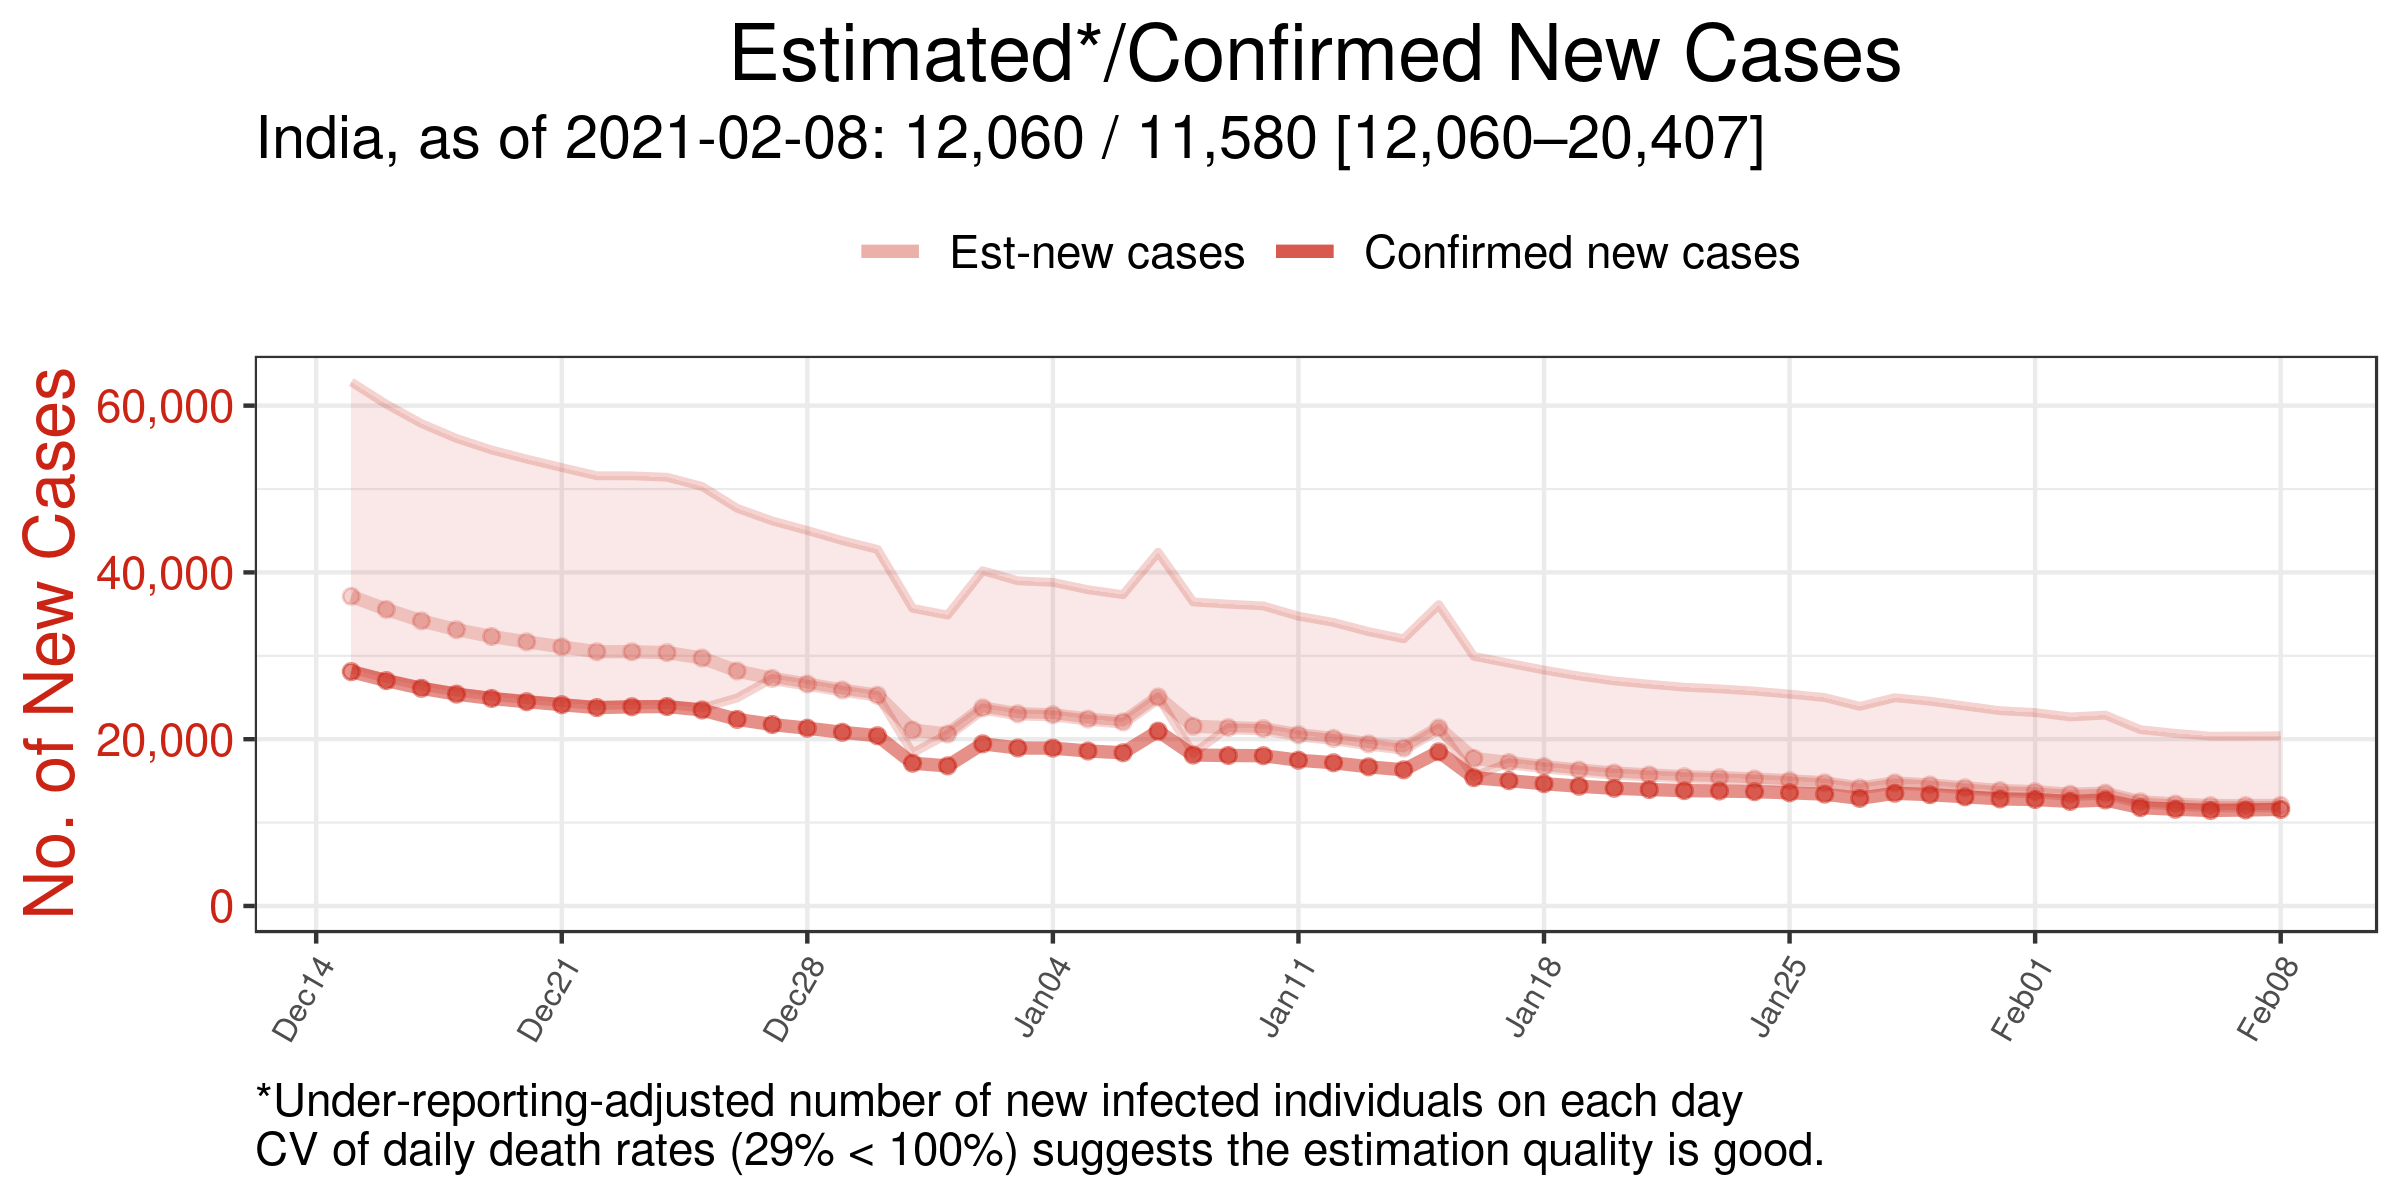 Estimated*/Confirmed New Cases
India, as of 2021-02-08: 12,060 / 11,580 [12,060–20,407]
Est-new cases
Confirmed new cases
No. of New Cases
60,000
40,000
20,000
0
Dec14
Dec21
Dec28
Jan04
Jan11
Jan18
Jan25
Feb01
Feb08
*Under-reporting-adjusted number of new infected individuals on each day
CV of daily death rates (29% < 100%) suggests the estimation quality is good.